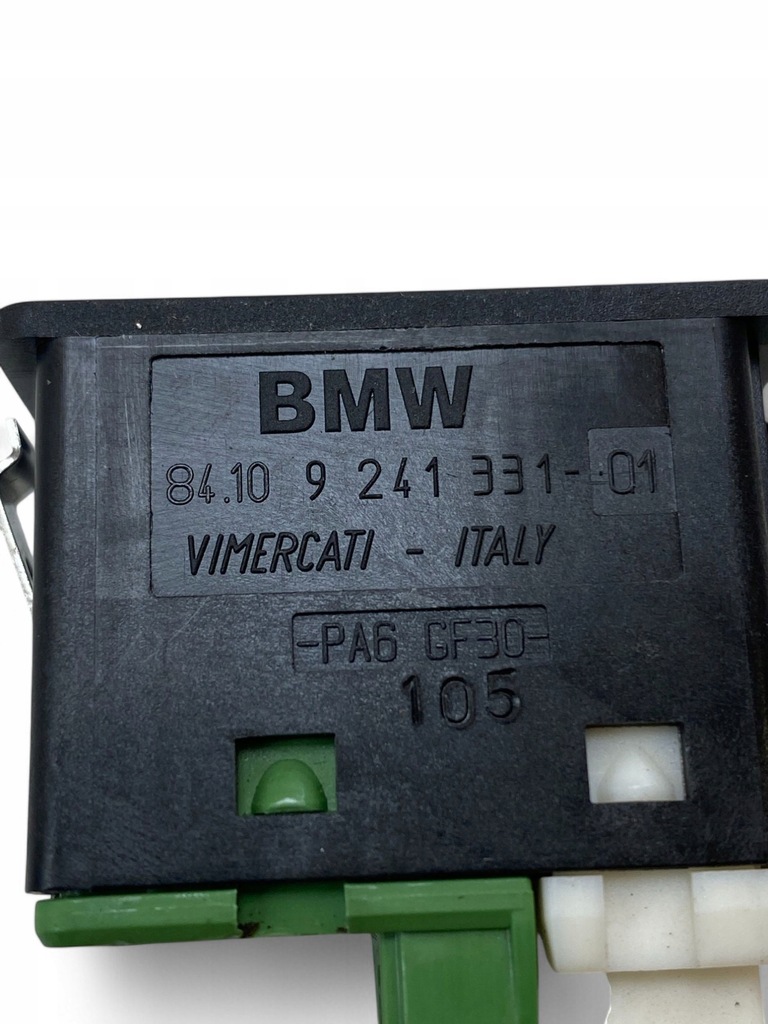 BMW
84.10 9 241 331-01
VIMERCATI - ITALY
-PA6 GF30-
105